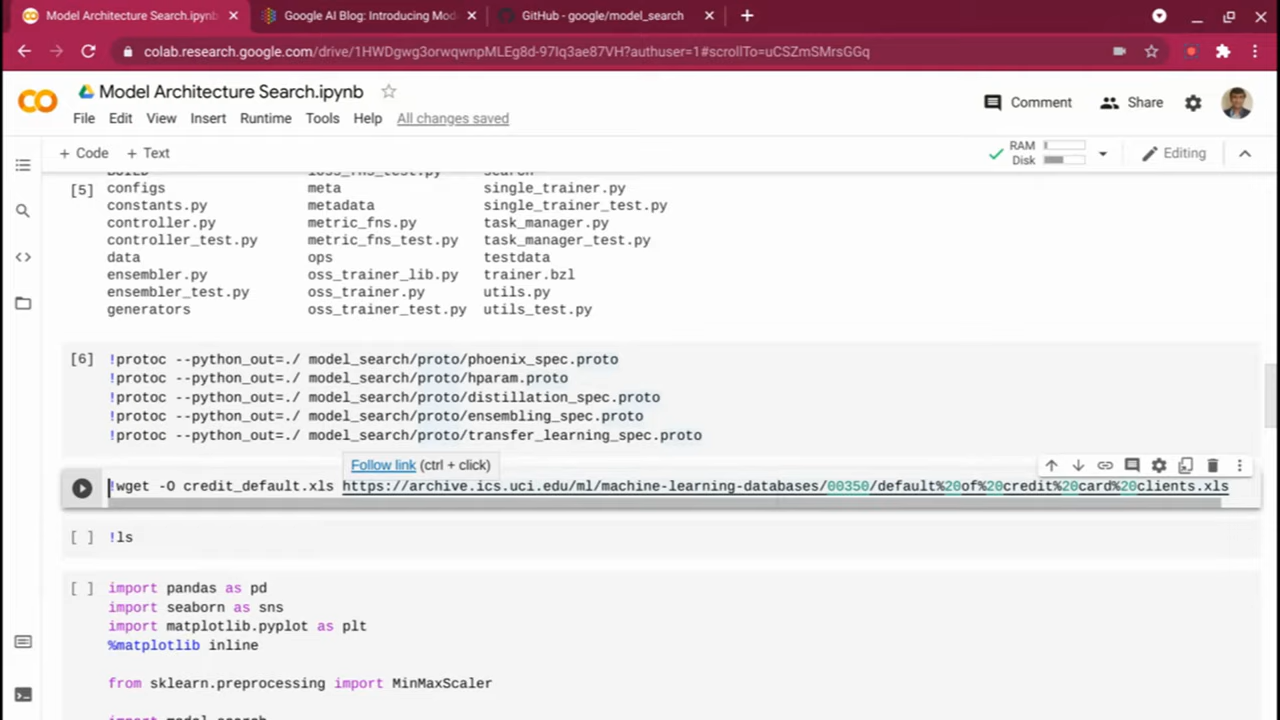 Model Architecture Search.ipynb
Google AI Blog: Introducing Mod
GitHub - google/model_search
colab.research.google.com/drive/1HWDgwg3orwqwnpMLEg8d-97Iq3ae87VH?authuser=1#scrollTo=uCSZmSMrsGGq
Model Architecture Search.ipynb
Comment
Share
File Edit View Insert Runtime Tools Help All changes saved
+ Code + Text
RAM
Disk
Editing
[5]
configs meta single_trainer.py
constants.py metadata single_trainer_test.py
controller.py metric_fns.py task_manager.py
controller_test.py metric_fns_test.py task_manager_test.py
data ops testdata
ensembler.py oss_trainer_lib.py trainer.bzl
ensembler_test.py oss_trainer.py utils.py
generators oss_trainer_test.py utils_test.py
[6] !protoc --python_out=./ model_search/proto/phoenix_spec.proto
!protoc --python_out=./ model_search/proto/hparam.proto
!protoc --python_out=./ model_search/proto/distillation_spec.proto
!protoc --python_out=./ model_search/proto/ensembling_spec.proto
!protoc --python_out=./ model_search/proto/transfer_learning_spec.proto
Follow link (ctrl + click)
!wget -O credit_default.xls https://archive.ics.uci.edu/ml/machine-learning-databases/00350/default%20of%20credit%20card%20clients.xls
[ ] !ls
[ ] import pandas as pd
import seaborn as sns
import matplotlib.pyplot as plt
%matplotlib inline
from sklearn.preprocessing import MinMaxScaler
import model_search